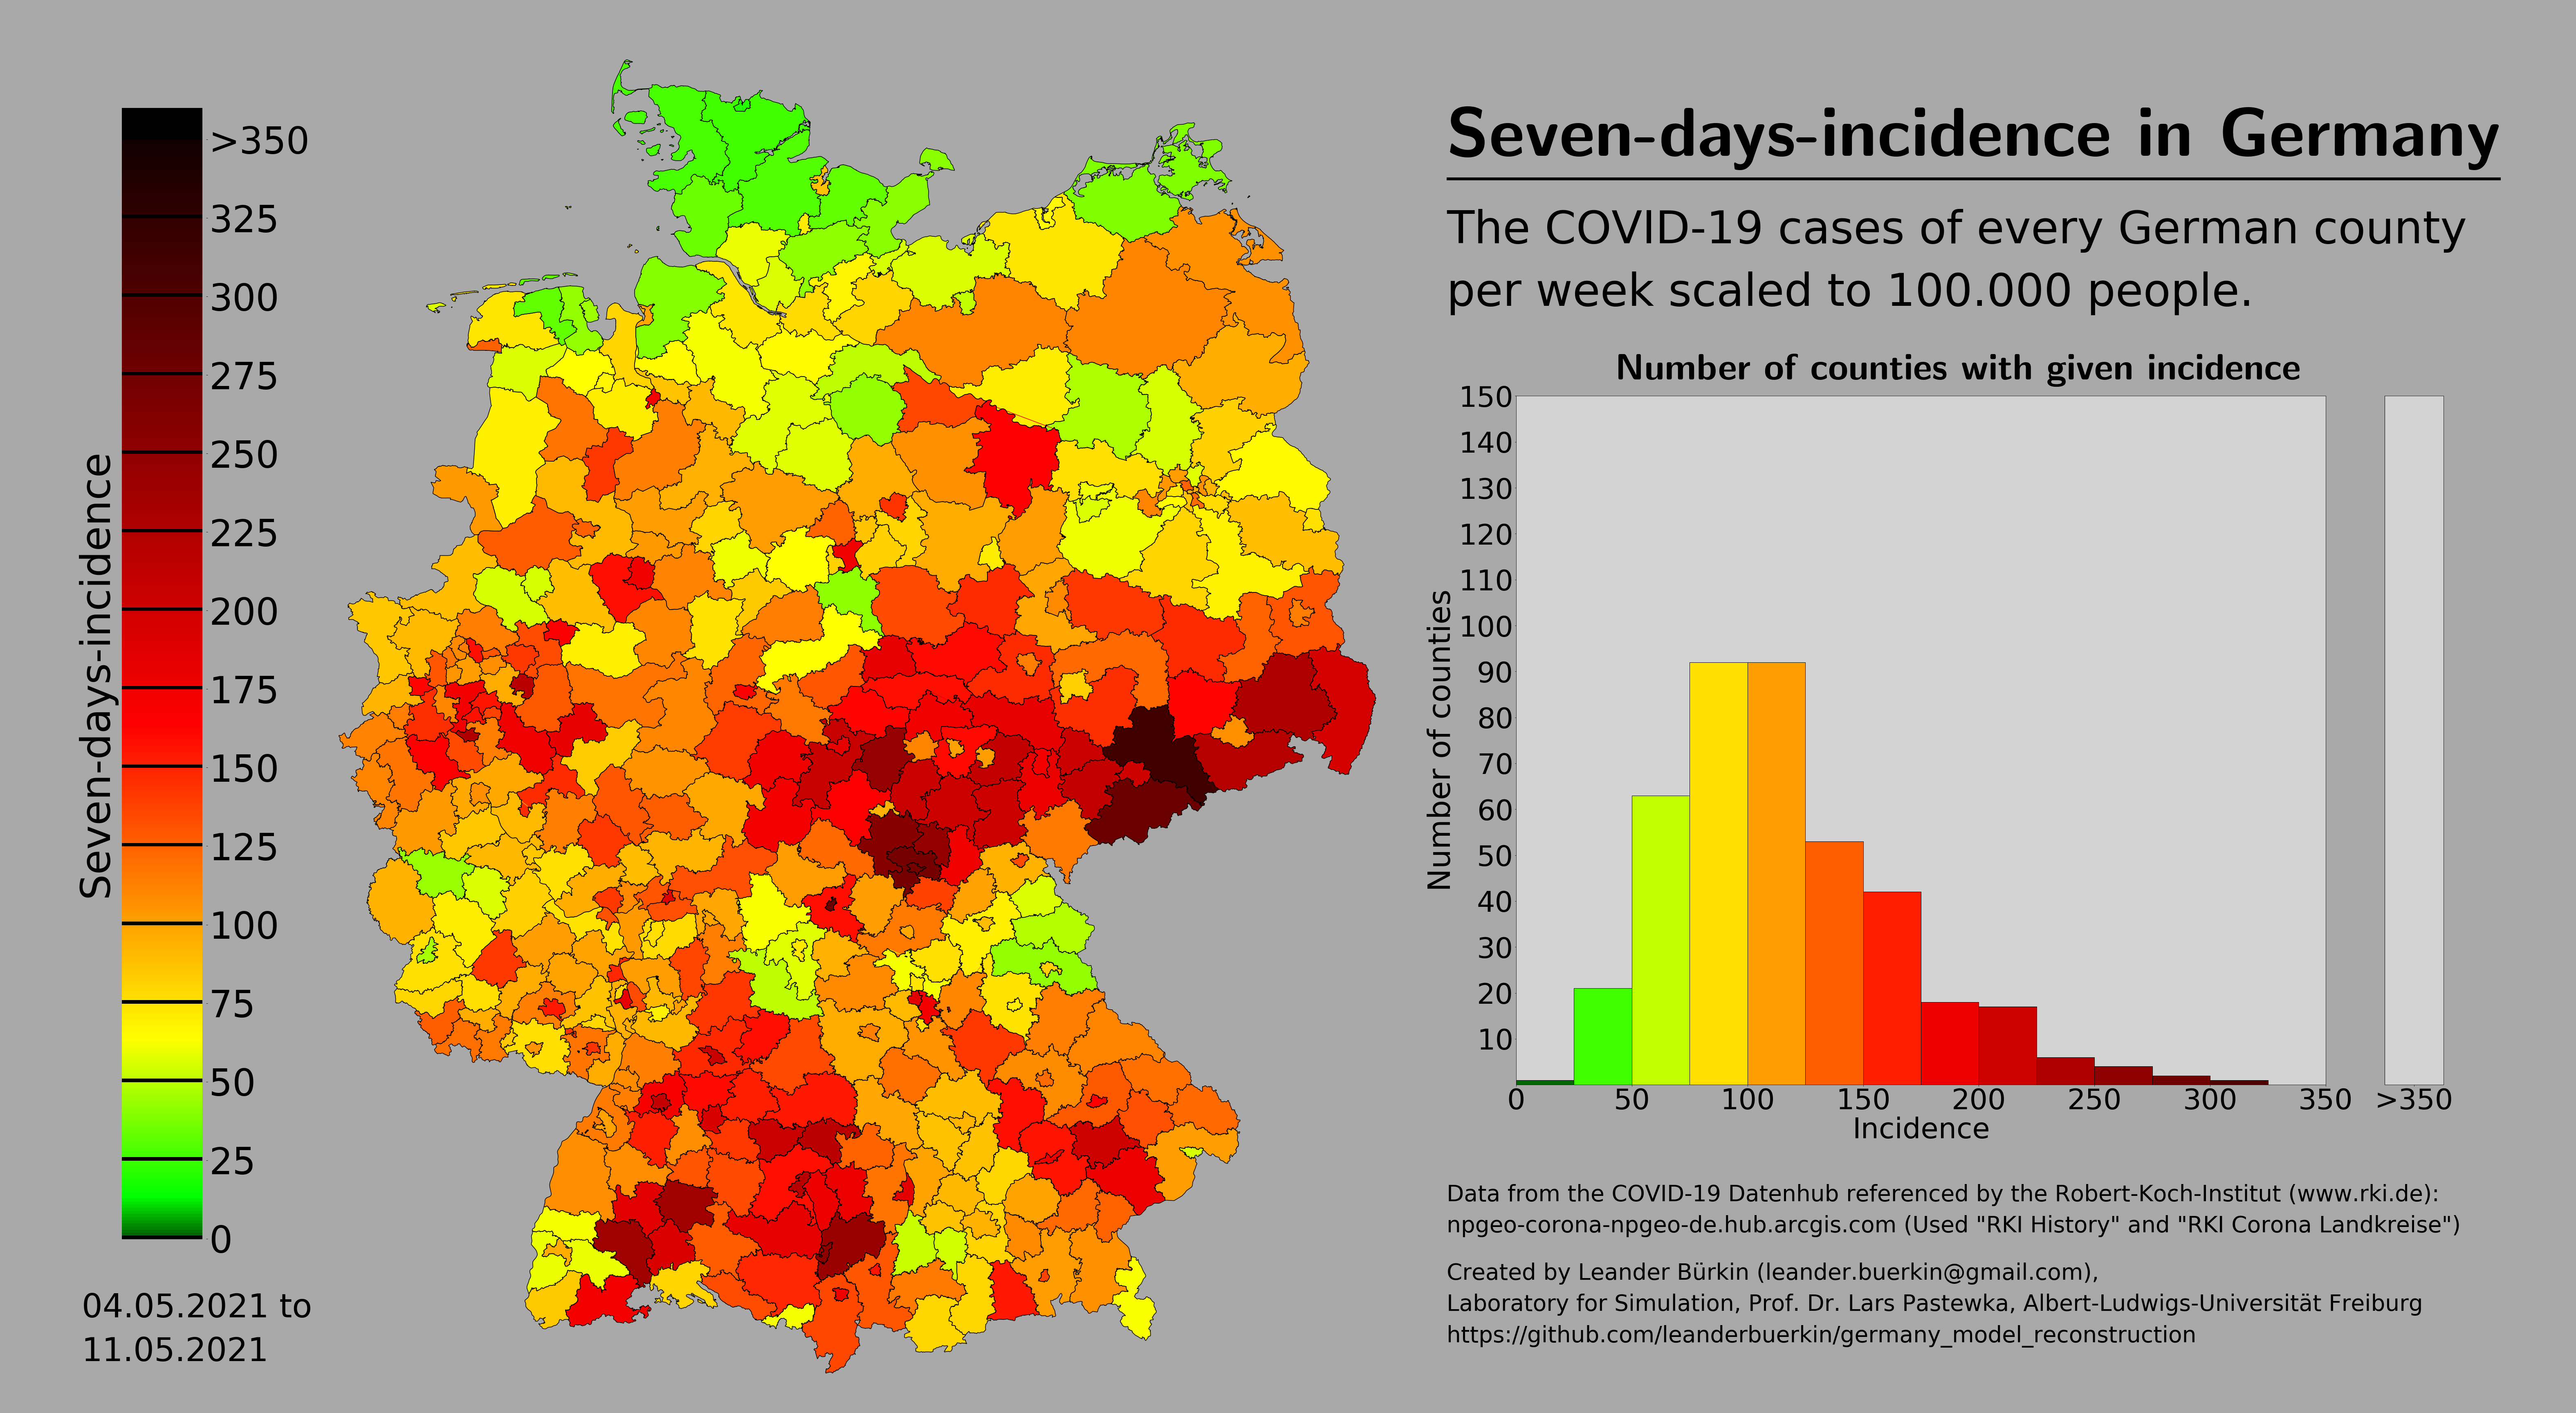 Seven-days-incidence
>350
325
300
275
250
225
200
175
150
125
100
75
50
25
0
04.05.2021 to
11.05.2021
Seven-days-incidence in Germany
The COVID-19 cases of every German county
per week scaled to 100.000 people.
Number of counties with given incidence
Number of counties
150
140
130
120
110
100
90
80
70
60
50
40
30
20
10
0 50 100 150 200 250 300 350 >350
Incidence
Data from the COVID-19 Datenhub referenced by the Robert-Koch-Institut (www.rki.de):
npgeo-corona-npgeo-de.hub.arcgis.com (Used "RKI History" and "RKI Corona Landkreise")
Created by Leander Bürkin (leander.buerkin@gmail.com),
Laboratory for Simulation, Prof. Dr. Lars Pastewka, Albert-Ludwigs-Universität Freiburg
https://github.com/leanderbuerkin/germany_model_reconstruction